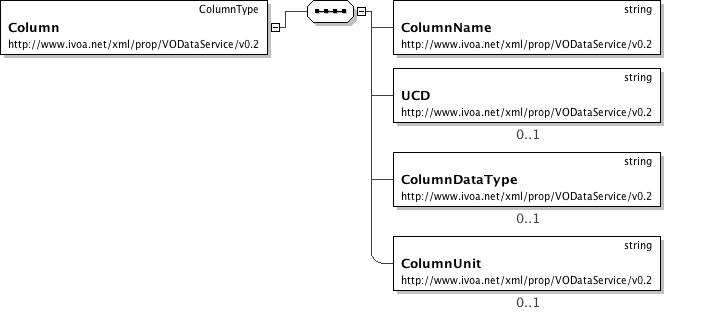 ColumnType
Column
http://www.ivoa.net/xml/prop/VODataService/v0.2
string
ColumnName
http://www.ivoa.net/xml/prop/VODataService/v0.2
string
UCD
http://www.ivoa.net/xml/prop/VODataService/v0.2
0..1
string
ColumnDataType
http://www.ivoa.net/xml/prop/VODataService/v0.2
0..1
string
ColumnUnit
http://www.ivoa.net/xml/prop/VODataService/v0.2
0..1